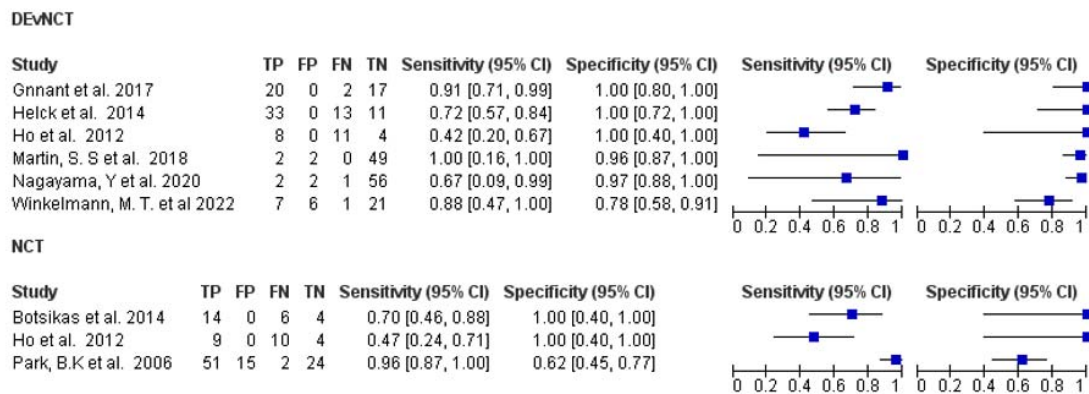 DEvNCT
Study TP FP FN TN Sensitivity (95% CI) Specificity (95% CI) Sensitivity (95% CI) Specificity (95% CI)
Gnnant et al. 2017 20 0 2 17 0.91 [0.71, 0.99] 1.00 [0.80, 1.00]
Helck et al. 2014 33 0 13 11 0.72 [0.57, 0.84] 1.00 [0.72, 1.00]
Ho et al. 2012 8 0 11 4 0.42 [0.20, 0.67] 1.00 [0.40, 1.00]
Martin, S. S et al. 2018 2 2 0 49 1.00 [0.16, 1.00] 0.96 [0.87, 1.00]
Nagayama, Y et al. 2020 2 2 1 56 0.67 [0.09, 0.99] 0.97 [0.88, 1.00]
Winkelmann, M. T. et al 2022 7 6 1 21 0.88 [0.47, 1.00] 0.78 [0.58, 0.91]
0 0.2 0.4 0.6 0.8 1 0 0.2 0.4 0.6 0.8 1
NCT
Study TP FP FN TN Sensitivity (95% CI) Specificity (95% CI) Sensitivity (95% CI) Specificity (95% CI)
Botsikas et al. 2014 14 0 6 4 0.70 [0.46, 0.88] 1.00 [0.40, 1.00]
Ho et al. 2012 9 0 10 4 0.47 [0.24, 0.71] 1.00 [0.40, 1.00]
Park, B.K et al. 2006 51 15 2 24 0.96 [0.87, 1.00] 0.62 [0.45, 0.77]
0 0.2 0.4 0.6 0.8 1 0 0.2 0.4 0.6 0.8 1